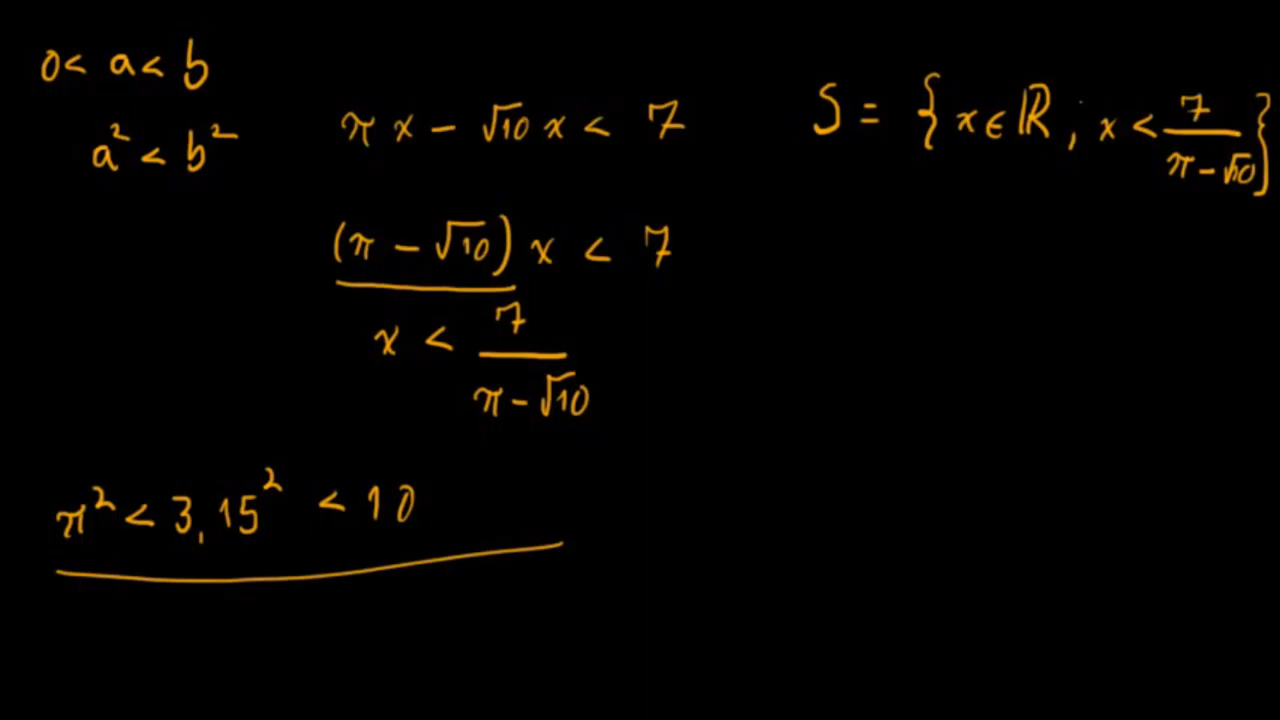 0 < a < b
a² < b²
πx − √10 x < 7
(π − √10) x < 7
x < 7/(π − √10)
π² < 3,15² < 10
S = {x ∈ ℝ, x < 7/(π − √10)}